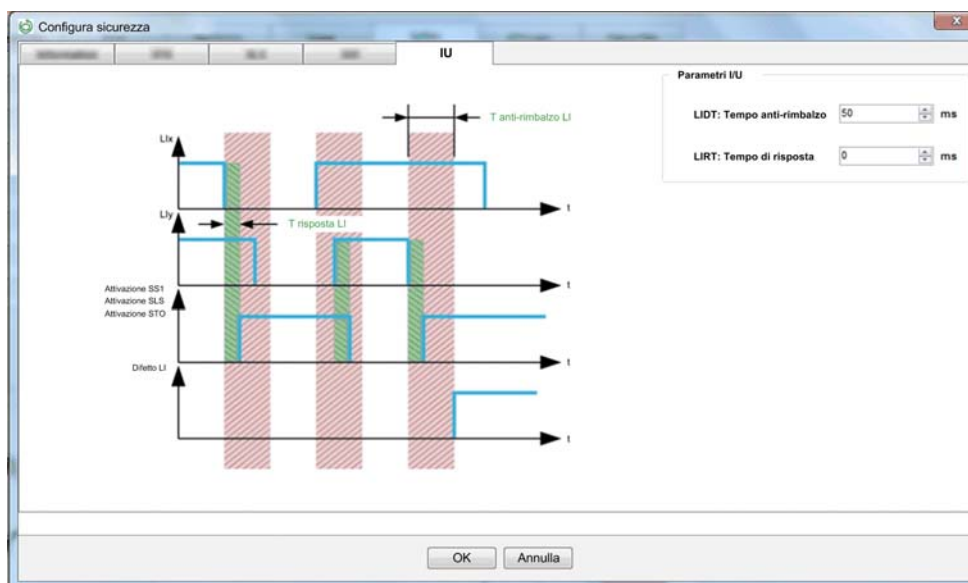 Configura sicurezza
IU
Parametri I/U
LIDT: Tempo anti-rimbalzo 50 ms
LIRT: Tempo di risposta 0 ms
T anti-rimbalzo LI
LIx
t
LIy
T risposta LI
t
Attivazione SS1
Attivazione SLS
Attivazione STO
t
Difetto LI
t
OK
Annulla